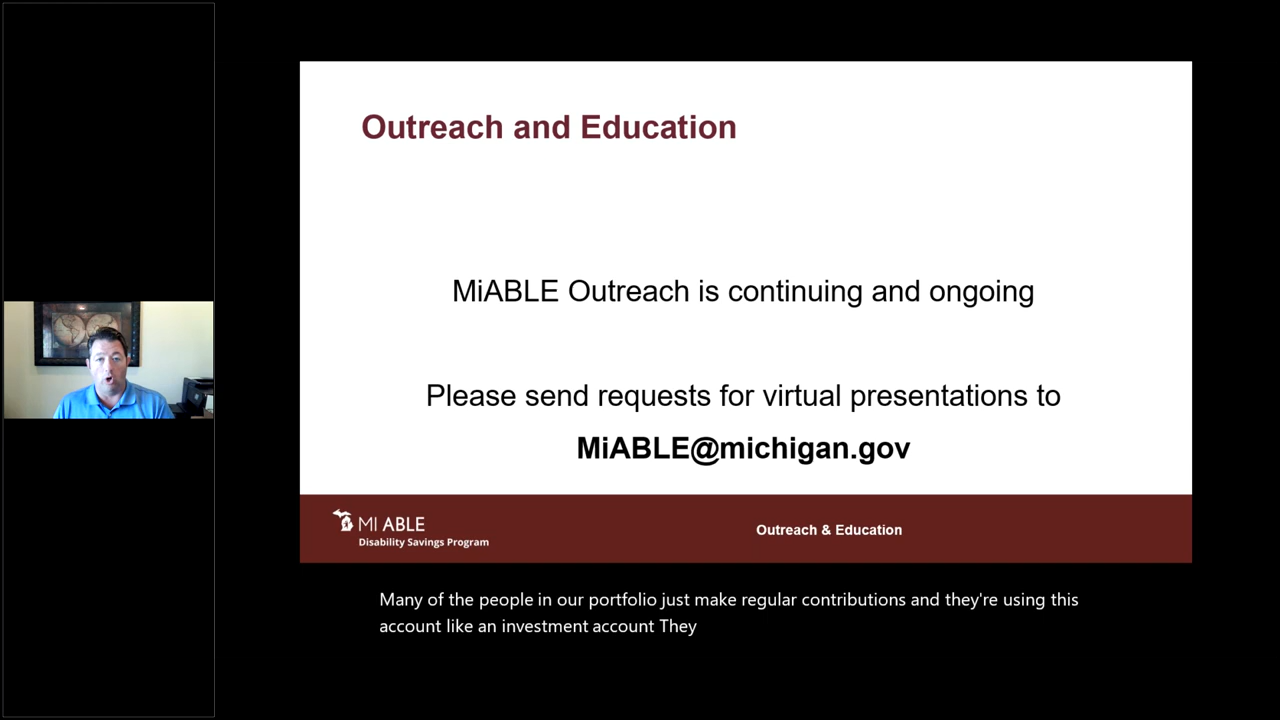 Outreach and Education
MiABLE Outreach is continuing and ongoing
Please send requests for virtual presentations to
MiABLE@michigan.gov
MI ABLE
Disability Savings Program
Outreach & Education
Many of the people in our portfolio just make regular contributions and they're using this
account like an investment account They